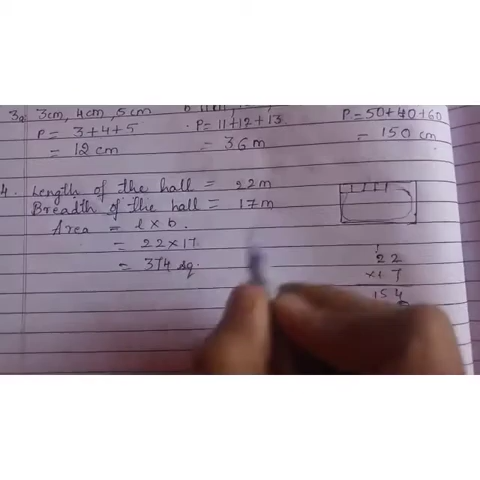 3a 3cm, 4cm, 5cm
P = 3+4+5
= 12 cm
P = 11+12+13
= 36 m
P = 50+40+60
= 150 cm
4. Length of the hall = 22m
Breadth of the hall = 17m
Area = l × b.
= 22×17
= 374 sq.
22
×17
154